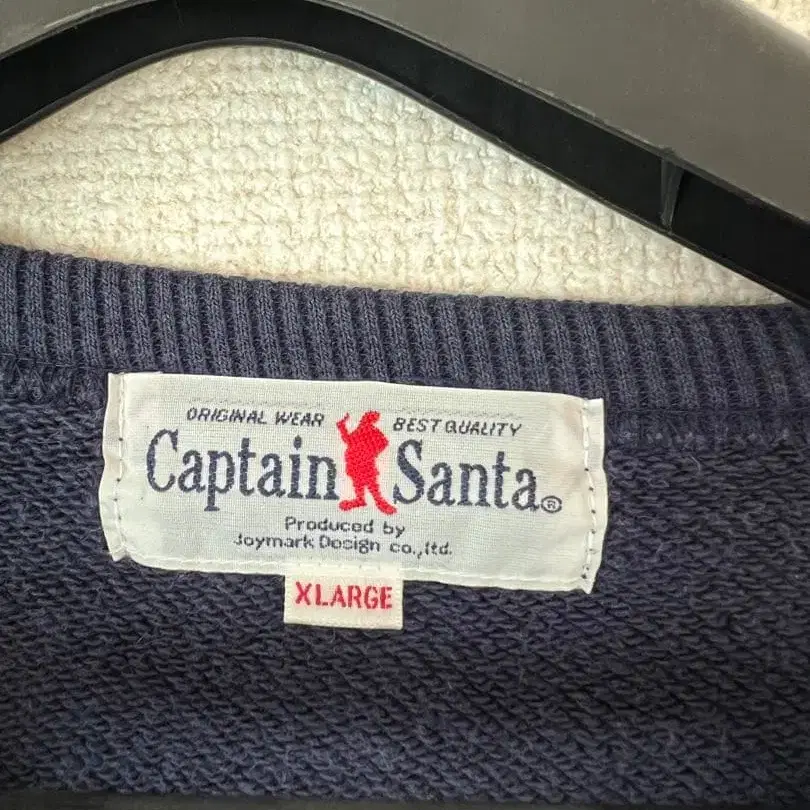 ORIGINAL WEAR BEST QUALITY
Captain Santa®
Produced by
Joymark Design co.,ltd.
XLARGE